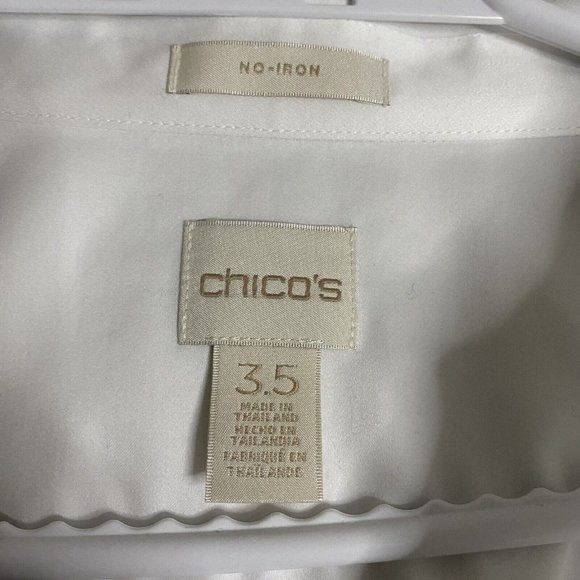 NO-IRON
chico's
3.5
MADE IN
THAILAND
HECHO EN
TAILANDIA
FABRIQUÉ EN
THAÏLANDE